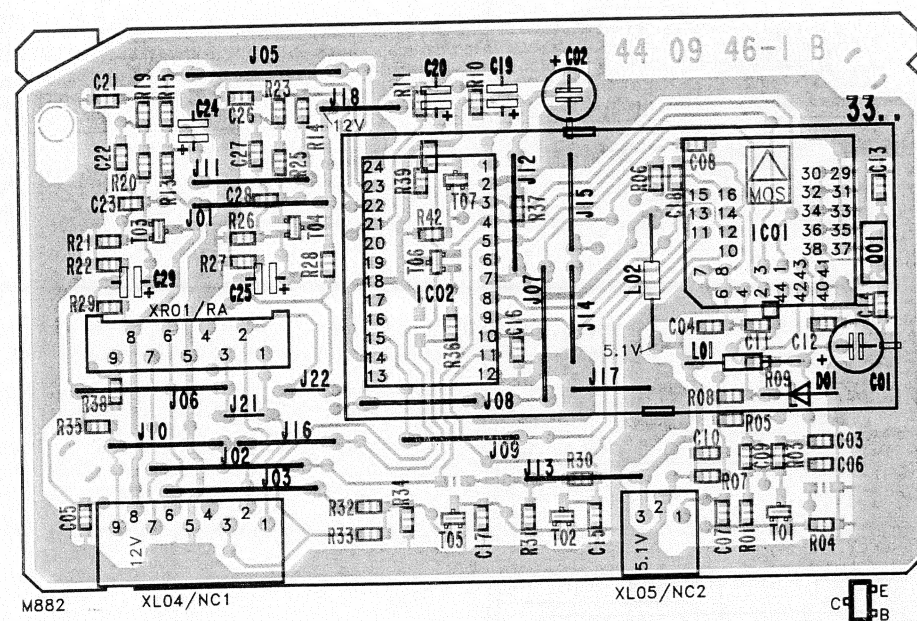 44 09 46-1 B
J05
C21
R19
R15
C24
C26
R23
R14
J18
12V
R11
C20
R10
C19
+ C02
33..
C22
R20
R13
J11
C27
R25
C23
J01
C28
T03
R26
T04
R21
R22
C29
R27
C25
R28
R29
XR01/RA
9 8 7 6 5 4 3 2 1
24
23
22
21
20
19
18
17
16
15
14
13
1
2
3
4
5
6
7
8
9
10
11
12
R39
T07
R42
T06
IC02
R36
J12
R37
J15
J07
J14
C16
R06
C18
C08
L02
5.1V
MOS
IC01
15 16
13 14
11 12
10
30 29
32 31
34 33
36 35
38 37
7 8 6 4 3 2 1 44 42 43 40 41
C13
Q01
C04
C11
C12
L01
R09
D01
+ C01
R38
J06
J22
J21
J08
J17
R08
R05
R35
J10
J16
J09
J02
J03
J13
R30
C10
R07
C09
R03
C03
C06
C05
9 8 7 6 5 4 3 2 1
12V
R32
R33
R34
T05
C17
R31
T02
C15
3 2 1
5.1V
C07
R01
T01
R04
M882
XL04/NC1
XL05/NC2
C
E
B